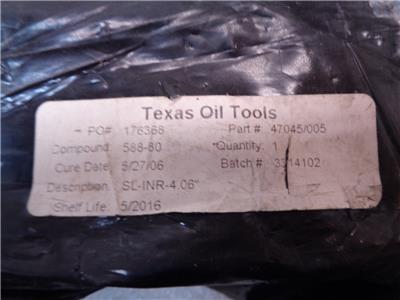 Texas Oil Tools
PO# 176368 Part #: 47045/005
Compound: 588-80 Quantity: 1
Cure Date: 5/27/06 Batch #: 3314102
Description: SL-INR-4.06"
Shelf Life: 5/2016